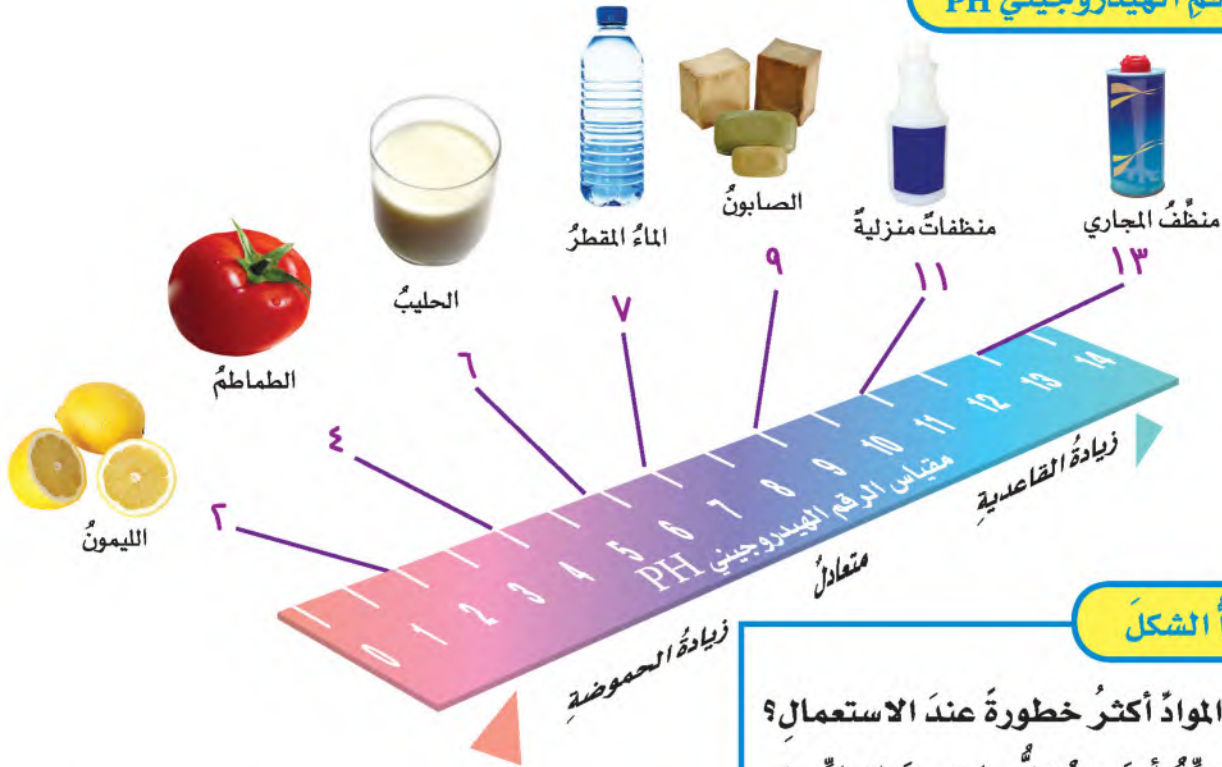 الهيدروجيني PH
منظِّفُ المجاري
منظفاتٌ منزليةٌ
الصابونُ
الماءُ المقطرُ
الحليبُ
الطماطمُ
الليمونُ
١٣
١١
٩
٧
٦
٤
٢
0 1 2 3 4 5 6 7 8 9 10 11 12 13 14
مقياس الرقم الهيدروجيني PH
زيادةُ القاعديةِ
متعادلٌ
زيادةُ الحموضةِ
الشكلَ
الموادِّ أكثرُ خطورةً عندَ الاستعمالِ؟